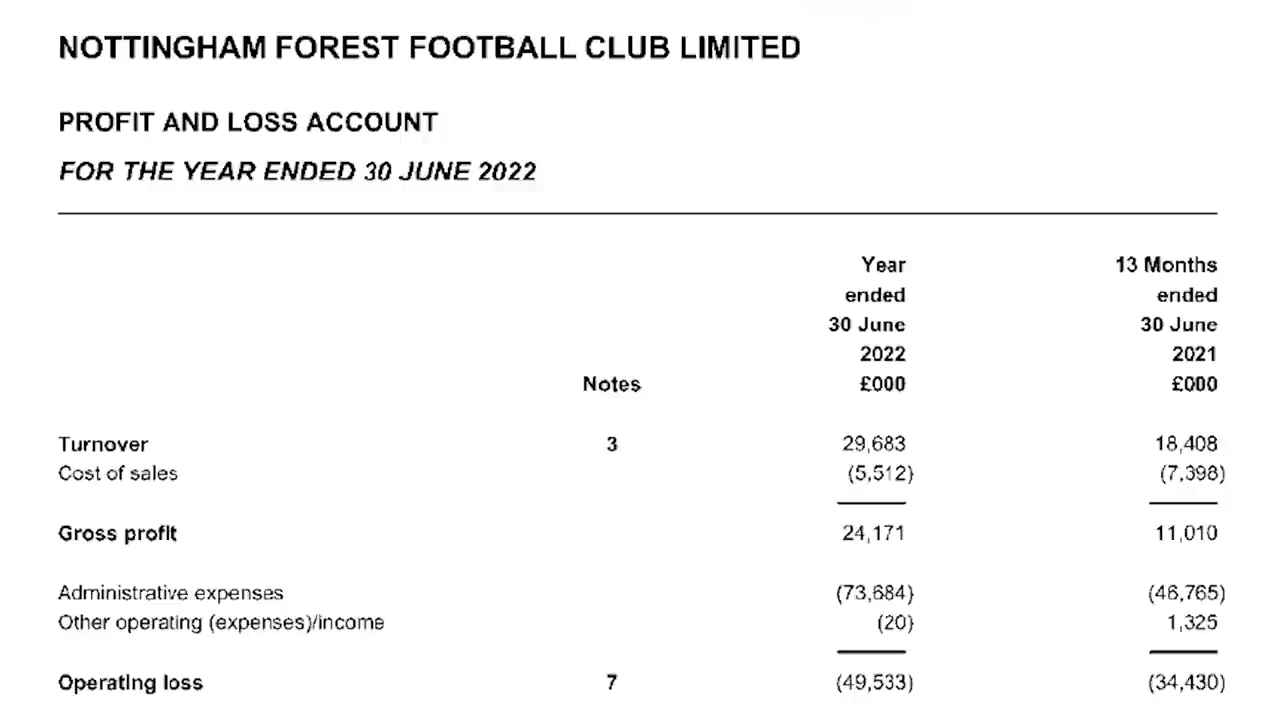 NOTTINGHAM FOREST FOOTBALL CLUB LIMITED
PROFIT AND LOSS ACCOUNT
FOR THE YEAR ENDED 30 JUNE 2022
Year 13 Months
ended ended
30 June 30 June
2022 2021
Notes £000 £000
Turnover 3 29,683 18,408
Cost of sales (5,512) (7,398)
Gross profit 24,171 11,010
Administrative expenses (73,684) (46,765)
Other operating (expenses)/income (20) 1,325
Operating loss 7 (49,533) (34,430)